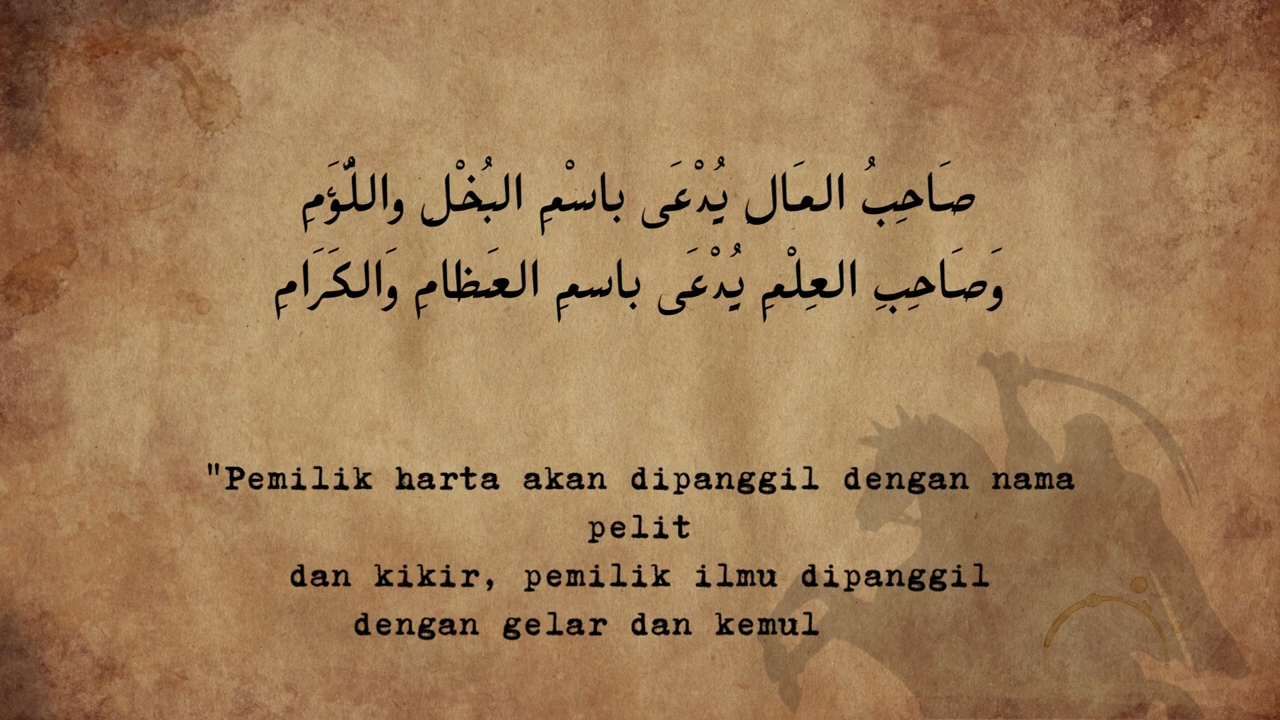 صَاحِبُ العَالِ يُدْعَى باسْمِ البُخْلِ واللُّؤَمِ
وَصَاحِبِ العِلْمِ يُدْعَى باسمِ العَظامِ وَالكَرَامِ
"Pemilik harta akan dipanggil dengan nama
pelit
dan kikir, pemilik ilmu dipanggil
dengan gelar dan kemul